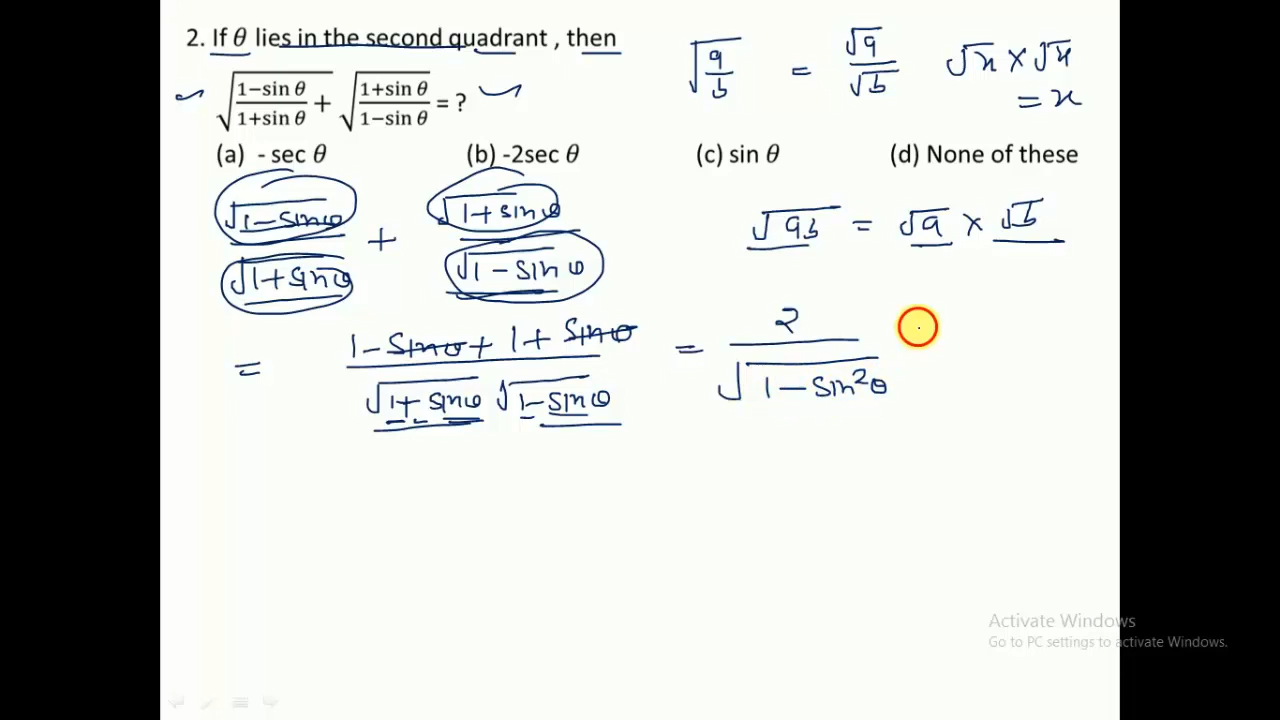 2. If θ lies in the second quadrant , then
√(1−sin θ / 1+sin θ) + √(1+sin θ / 1−sin θ) = ?
√(a/b) = √a/√b √x × √x
= x
(a) - sec θ (b) -2sec θ (c) sin θ (d) None of these
√(1−sinθ) / √(1+sinθ) + √(1+sinθ) / √(1−sinθ)
√ab = √a × √b
= 1−sinθ + 1+sinθ / √(1+sinθ) √(1−sinθ) = 2 / √(1−sin²θ)
Activate Windows
Go to PC settings to activate Windows.